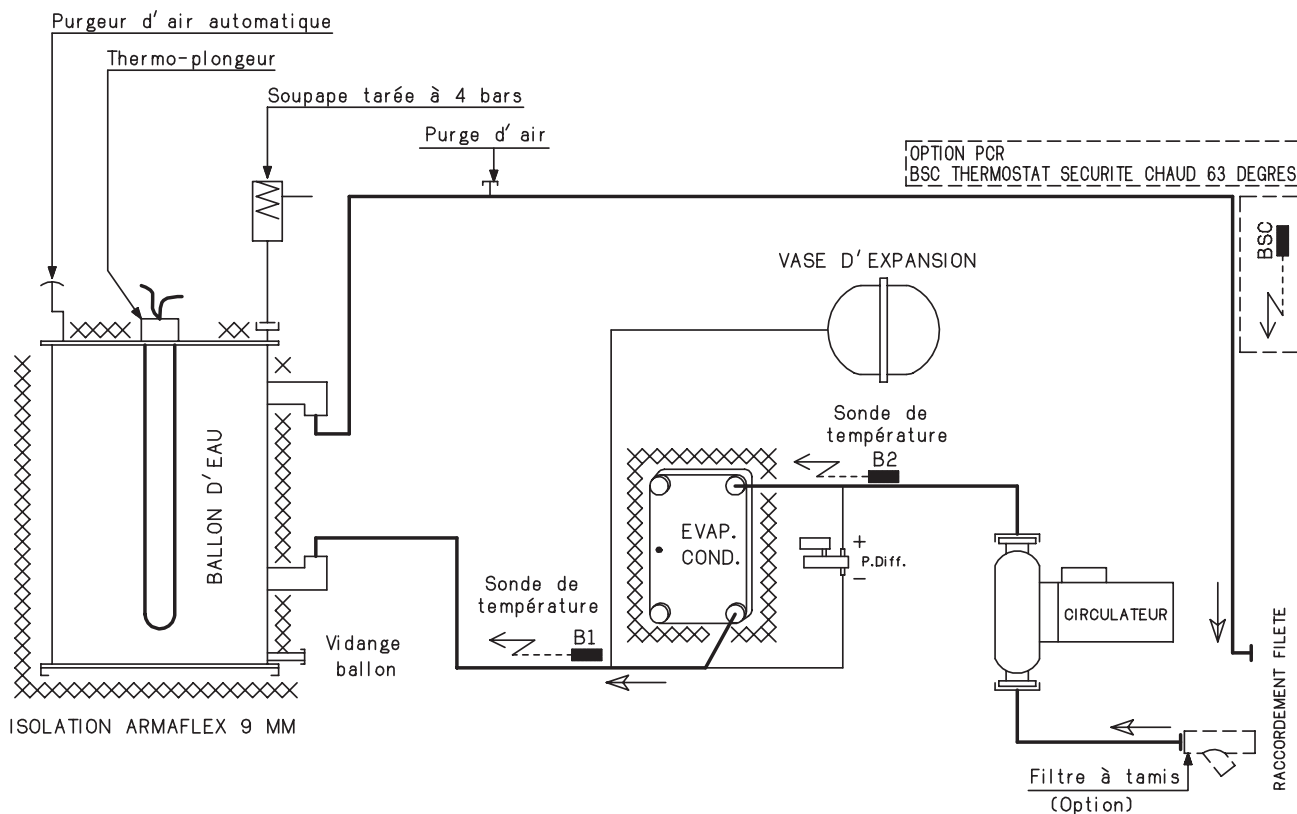 Purgeur d'air automatique
Thermo-plongeur
Soupape tarée à 4 bars
Purge d'air
OPTION PCR
BSC THERMOSTAT SECURITE CHAUD 63 DEGRES
BSC
VASE D'EXPANSION
Sonde de
température
B2
BALLON D'EAU
EVAP.
COND.
+
P.Diff.
−
Sonde de
température
B1
CIRCULATEUR
Vidange
ballon
RACCORDEMENT FILETE
ISOLATION ARMAFLEX 9 MM
Filtre à tamis
(Option)